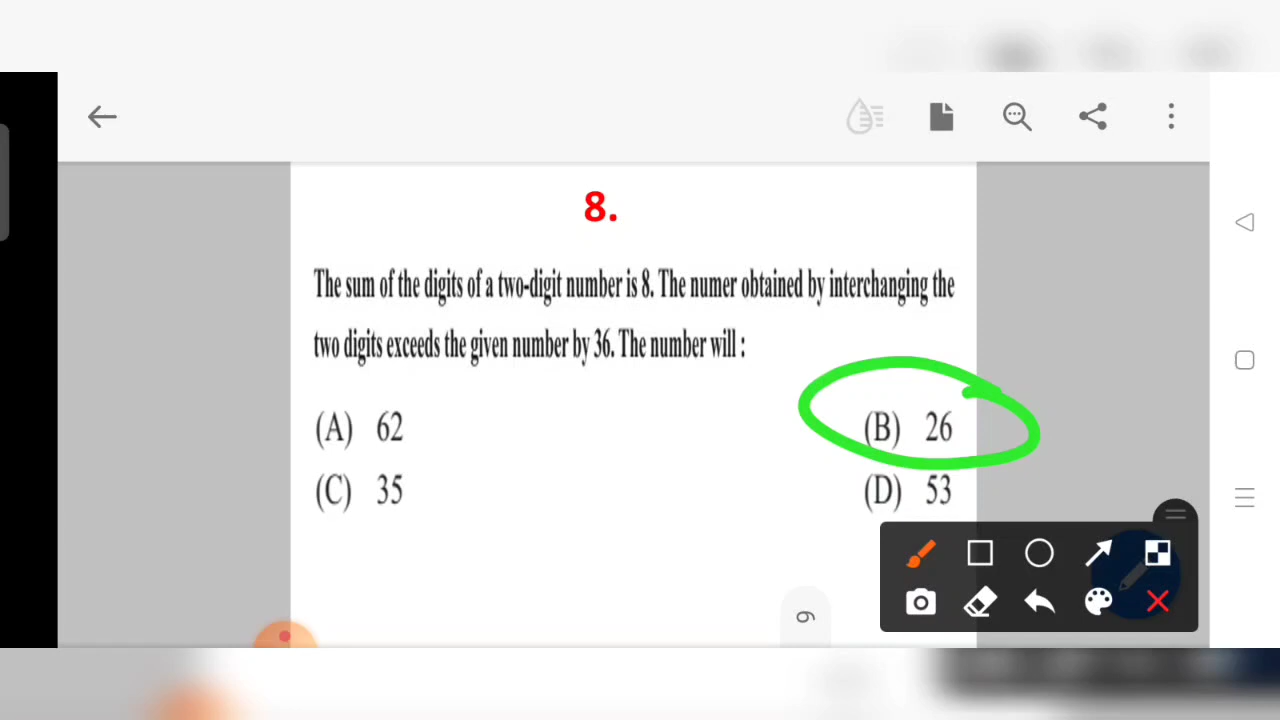 8.
The sum of the digits of a two-digit number is 8. The numer obtained by interchanging the
two digits exceeds the given number by 36. The number will :
(A) 62
(B) 26
(C) 35
(D) 53
6